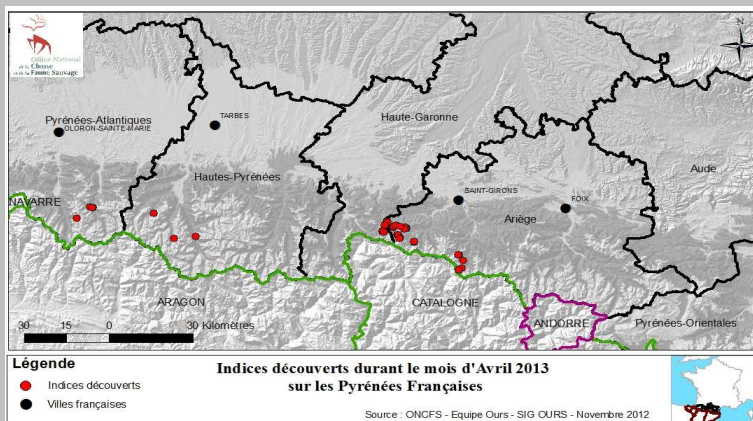 Office National
de la Chasse
et de la Faune Sauvage
N
Pyrénées-Atlantiques
OLORON-SAINTE-MARIE
TARBES
Haute-Garonne
Hautes-Pyrénées
Aude
NAVARRE
SAINT-GIRONS
FOIX
Ariège
ARAGON
CATALOGNE
ANDORRE
Pyrénées-Orientales
30 15 0 30 Kilomètres
Légende
Indices découverts
Villes françaises
Indices découverts durant le mois d'Avril 2013
sur les Pyrénées Françaises
Source : ONCFS - Equipe Ours - SIG OURS - Novembre 2012